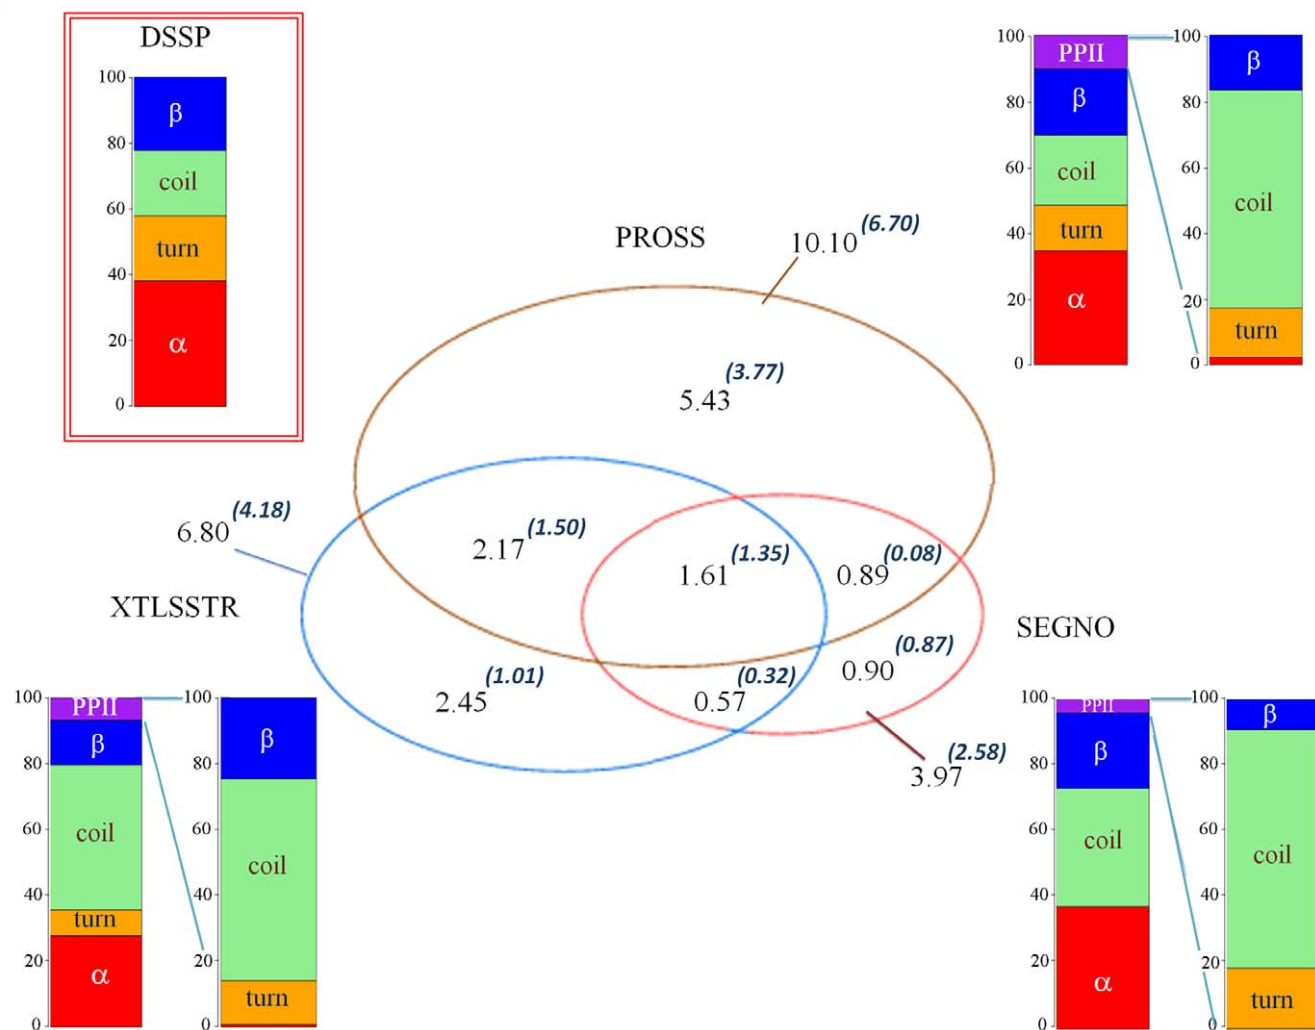 DSSP
100
80
60
40
20
0
β
coil
turn
α
100
80
60
40
20
0
PPII
β
coil
turn
α
100
80
60
40
20
0
β
coil
turn
PROSS
10.10 (6.70)
5.43 (3.77)
6.80 (4.18)
2.17 (1.50)
1.61 (1.35)
0.89 (0.08)
XTLSSTR
SEGNO
2.45 (1.01)
0.57 (0.32)
0.90 (0.87)
3.97 (2.58)
100
80
60
40
20
0
PPII
β
coil
turn
α
100
80
60
40
20
0
β
coil
turn
100
80
60
40
20
0
PPII
β
coil
α
100
80
60
40
20
0
β
coil
turn